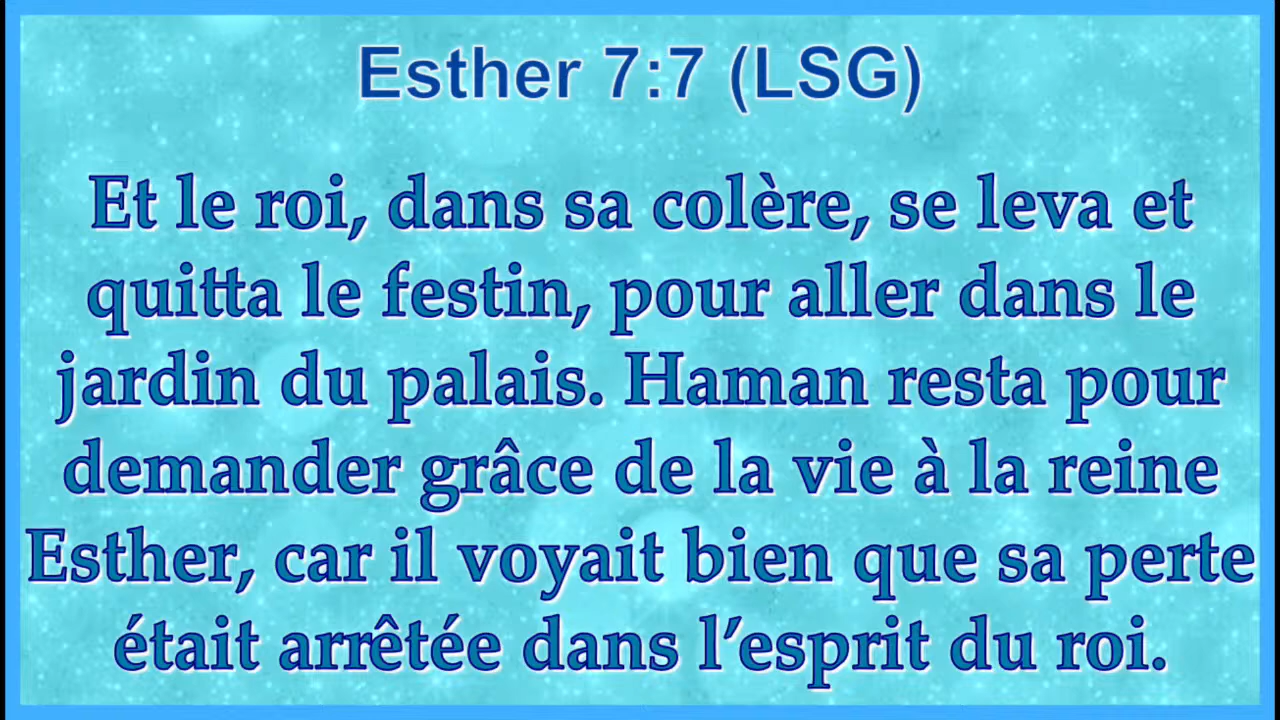 Esther 7:7 (LSG)
Et le roi, dans sa colère, se leva et
quitta le festin, pour aller dans le
jardin du palais. Haman resta pour
demander grâce de la vie à la reine
Esther, car il voyait bien que sa perte
était arrêtée dans l’esprit du roi.